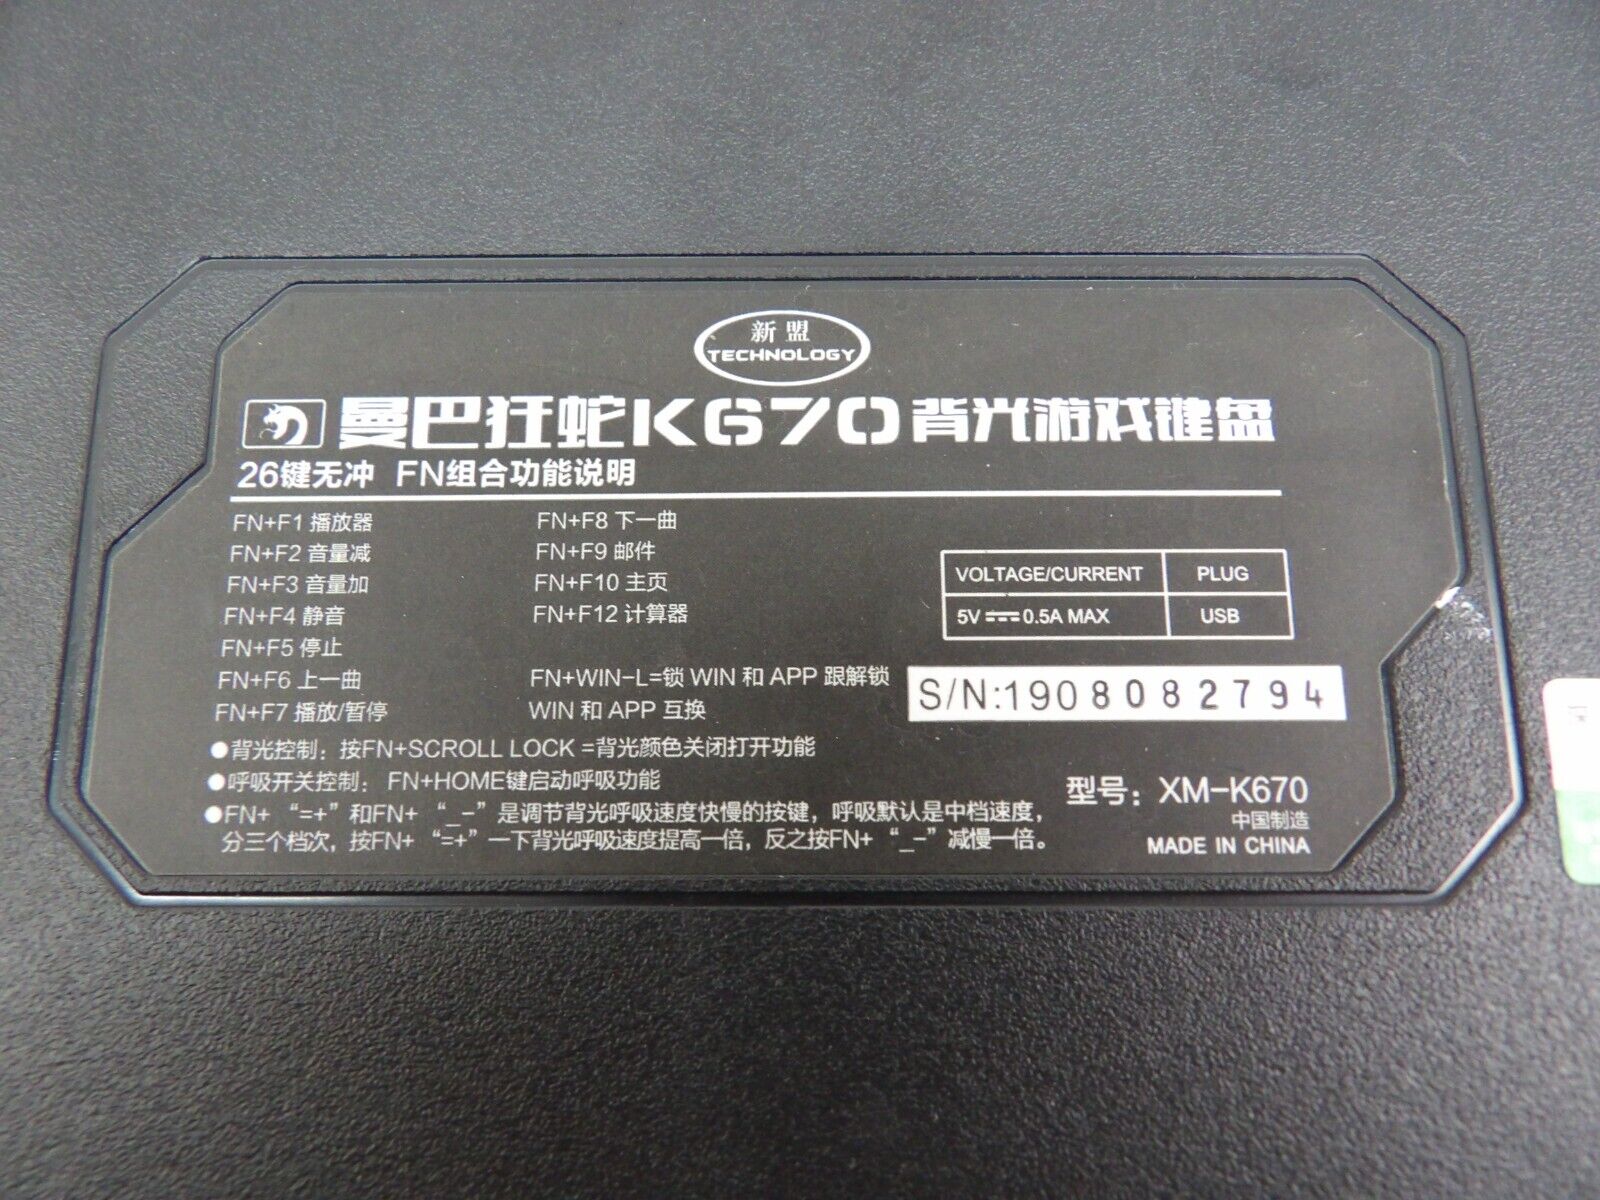 新盟
TECHNOLOGY
曼巴狂蛇K670背光游戏键盘
26键无冲 FN组合功能说明
FN+F1 播放器
FN+F2 音量减
FN+F3 音量加
FN+F4 静音
FN+F5 停止
FN+F6 上一曲
FN+F7 播放/暂停
FN+F8 下一曲
FN+F9 邮件
FN+F10 主页
FN+F12 计算器
FN+WIN-L=锁 WIN 和 APP 跟解锁
WIN 和 APP 互换
VOLTAGE/CURRENT PLUG
5V 0.5A MAX USB
S/N:1908082794
●背光控制：按FN+SCROLL LOCK =背光颜色关闭打开功能
●呼吸开关控制：FN+HOME键启动呼吸功能
●FN+ “=+”和FN+ “_-”是调节背光呼吸速度快慢的按键，呼吸默认是中档速度，
分三个档次，按FN+ “=+”一下背光呼吸速度提高一倍，反之按FN+ “_-”减慢一倍。
型号：XM-K670
中国制造
MADE IN CHINA